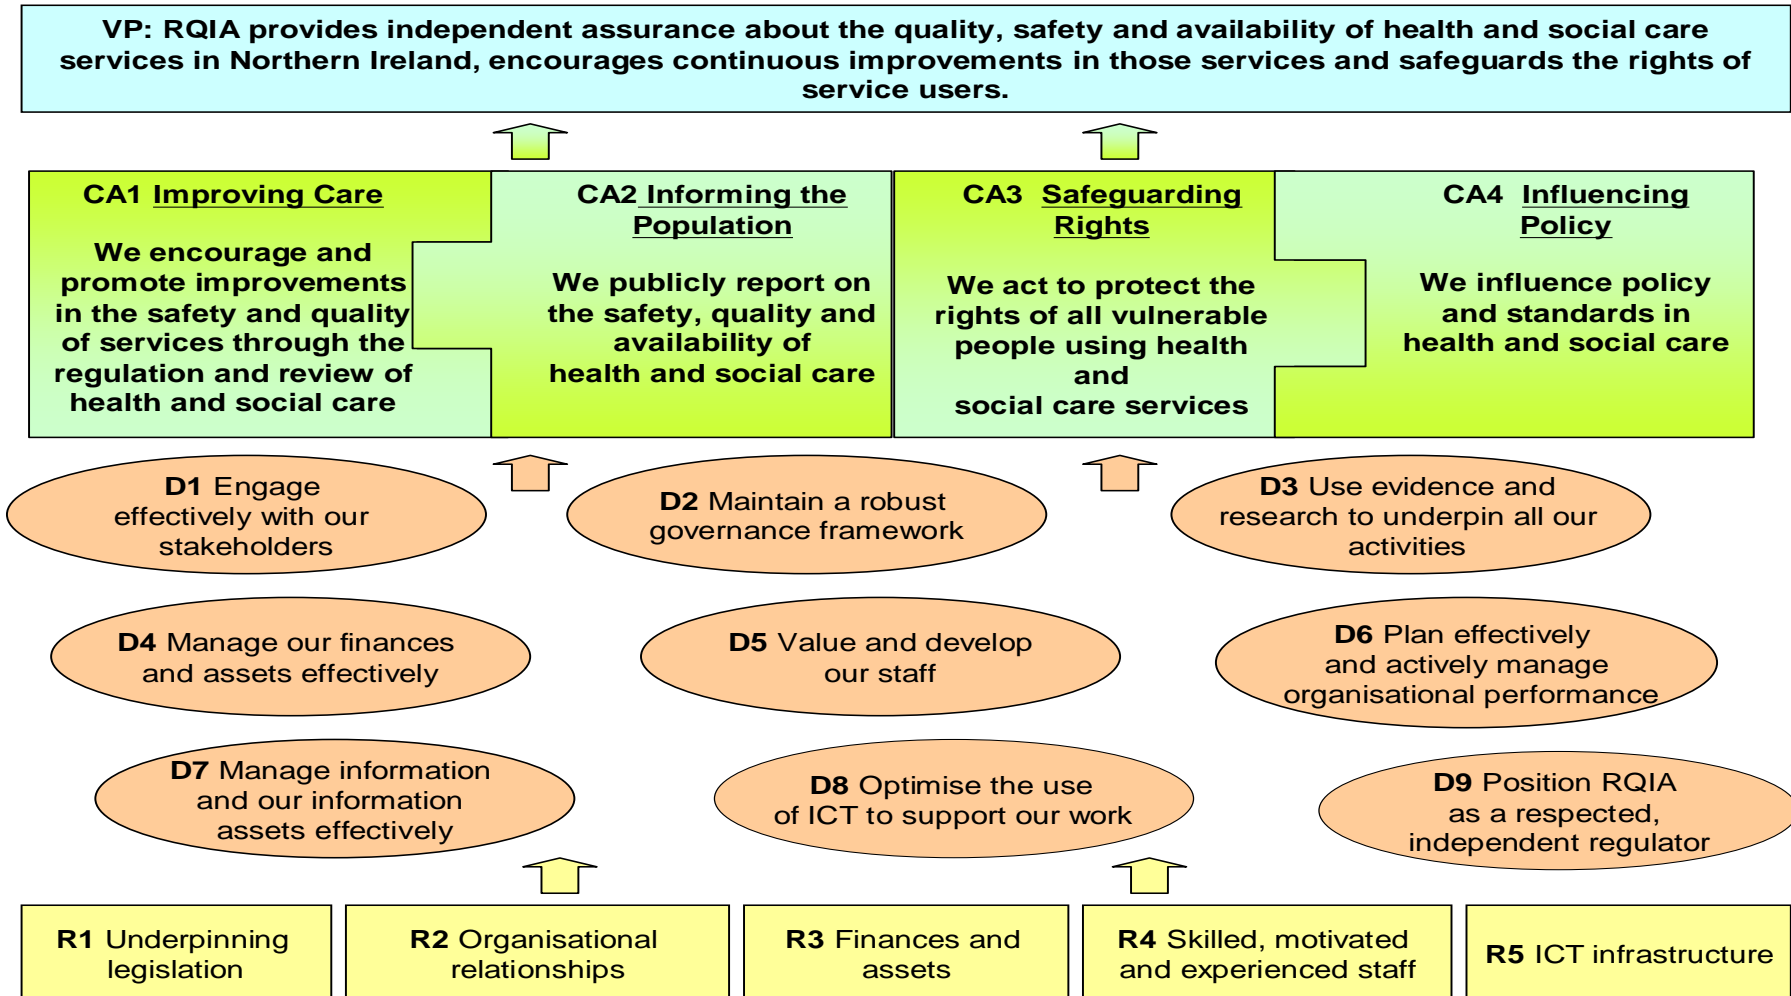 VP: RQIA provides independent assurance about the quality, safety and availability of health and social care
services in Northern Ireland, encourages continuous improvements in those services and safeguards the rights of
service users.
CA1 Improving Care
We encourage and
promote improvements
in the safety and quality
of services through the
regulation and review of
health and social care
CA2 Informing the
Population
We publicly report on
the safety, quality and
availability of
health and social care
CA3 Safeguarding
Rights
We act to protect the
rights of all vulnerable
people using health
and
social care services
CA4 Influencing
Policy
We influence policy
and standards in
health and social care
D1 Engage
effectively with our
stakeholders
D2 Maintain a robust
governance framework
D3 Use evidence and
research to underpin all our
activities
D4 Manage our finances
and assets effectively
D5 Value and develop
our staff
D6 Plan effectively
and actively manage
organisational performance
D7 Manage information
and our information
assets effectively
D8 Optimise the use
of ICT to support our work
D9 Position RQIA
as a respected,
independent regulator
R1 Underpinning
legislation
R2 Organisational
relationships
R3 Finances and
assets
R4 Skilled, motivated
and experienced staff
R5 ICT infrastructure